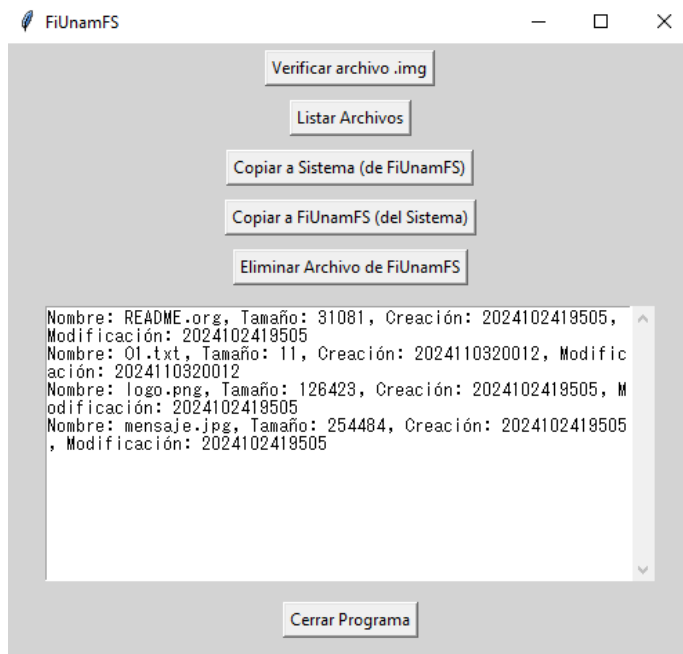 FiUnamFS
Verificar archivo .img
Listar Archivos
Copiar a Sistema (de FiUnamFS)
Copiar a FiUnamFS (del Sistema)
Eliminar Archivo de FiUnamFS
Nombre: README.org, Tamaño: 31081, Creación: 2024102419505,
Modificación: 2024102419505
Nombre: 01.txt, Tamaño: 11, Creación: 2024110320012, Modific
ación: 2024110320012
Nombre: logo.png, Tamaño: 126423, Creación: 2024102419505, M
odificación: 2024102419505
Nombre: mensaje.jpg, Tamaño: 254484, Creación: 2024102419505
, Modificación: 2024102419505
Cerrar Programa